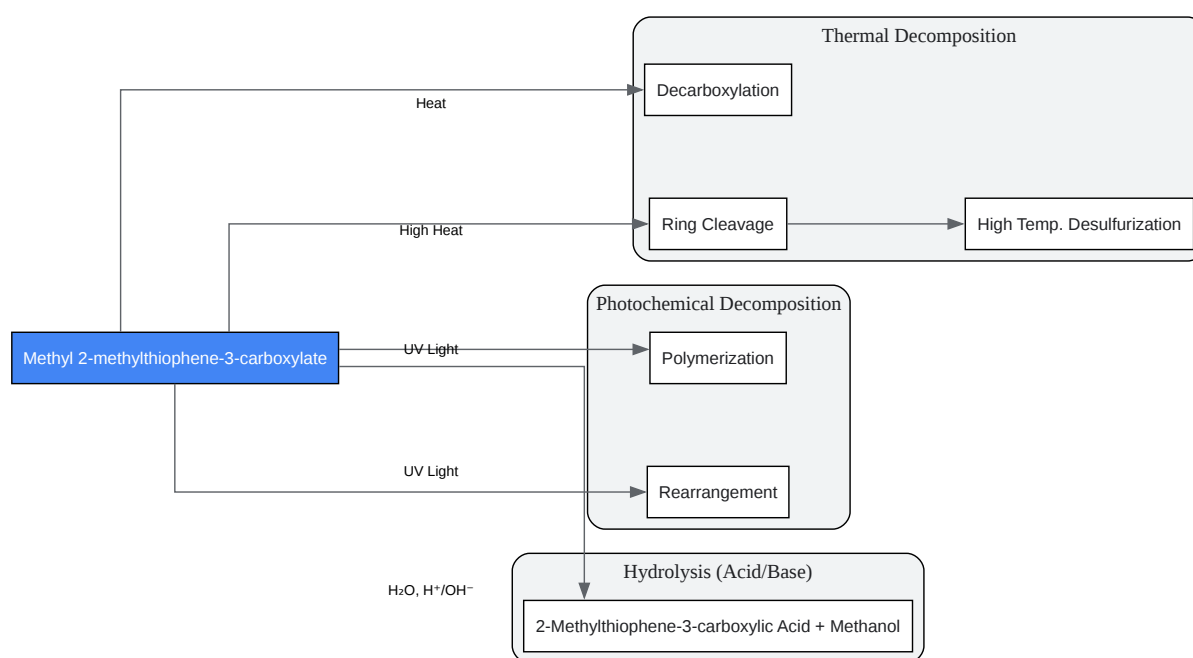 Thermal Decomposition
Decarboxylation
Heat
Ring Cleavage
High Temp. Desulfurization
High Heat
Photochemical Decomposition
Methyl 2-methylthiophene-3-carboxylate
UV Light
Polymerization
UV Light
Rearrangement
Hydrolysis (Acid/Base)
H₂O, H⁺/OH⁻
2-Methylthiophene-3-carboxylic Acid + Methanol